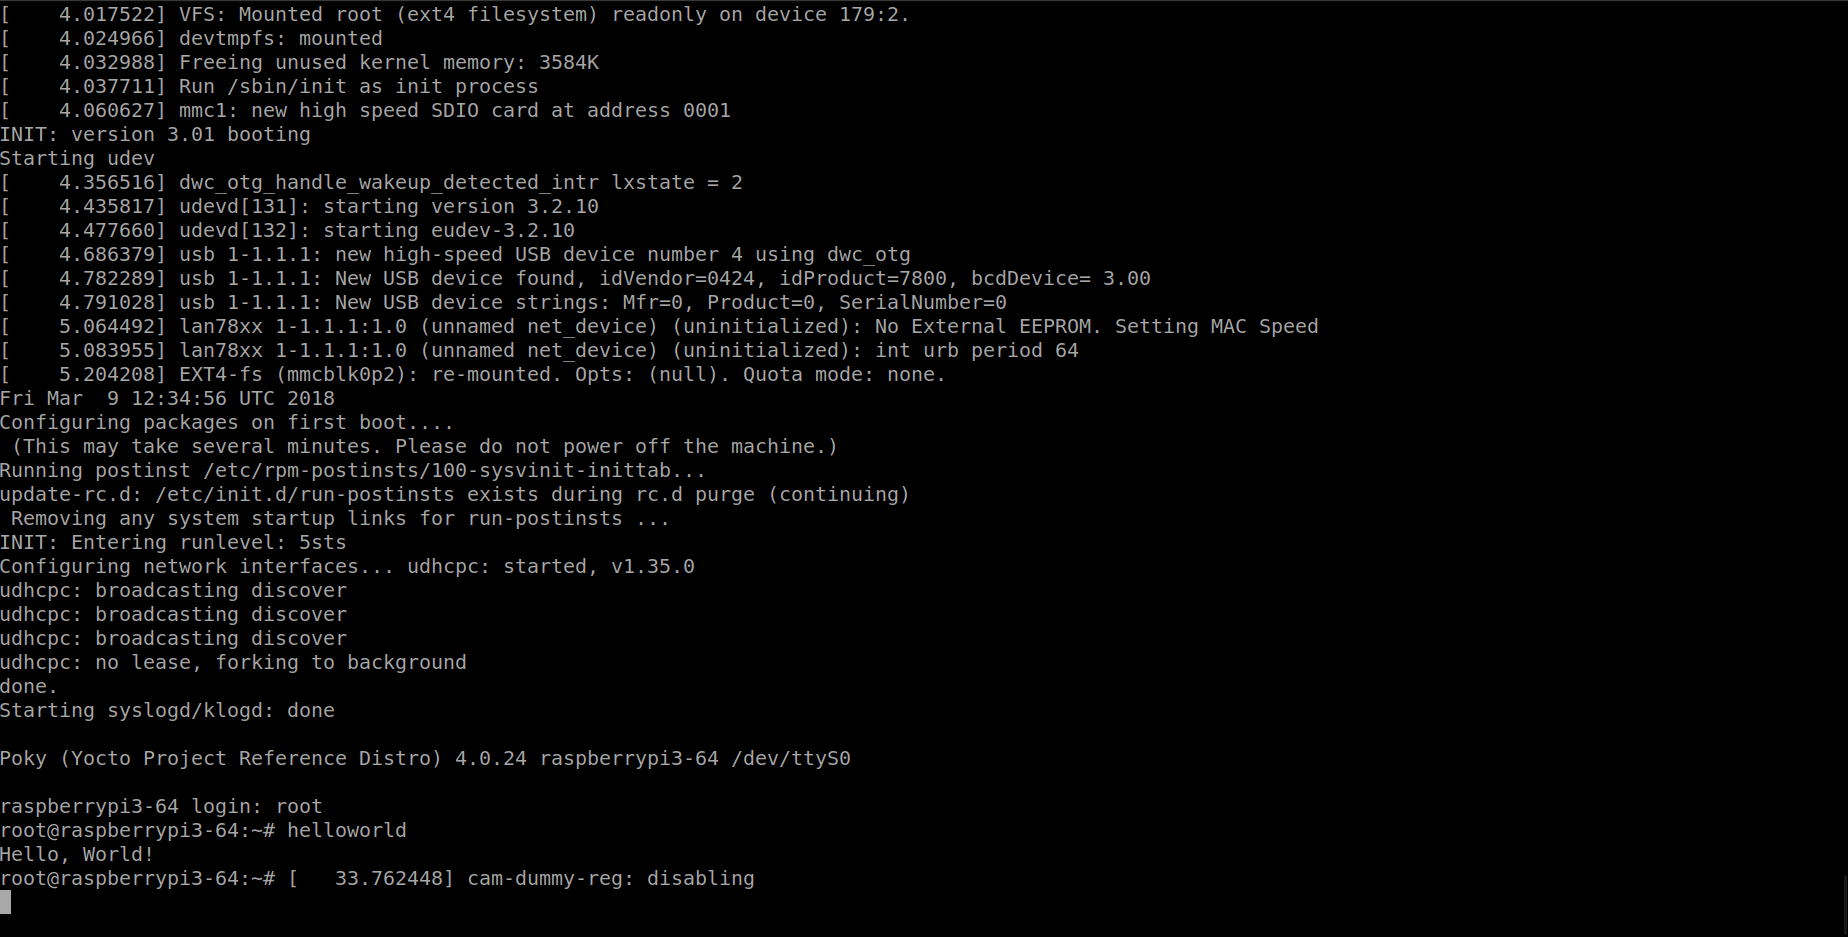 [    4.017522] VFS: Mounted root (ext4 filesystem) readonly on device 179:2.
[    4.024966] devtmpfs: mounted
[    4.032988] Freeing unused kernel memory: 3584K
[    4.037711] Run /sbin/init as init process
[    4.060627] mmc1: new high speed SDIO card at address 0001
INIT: version 3.01 booting
Starting udev
[    4.356516] dwc_otg_handle_wakeup_detected_intr lxstate = 2
[    4.435817] udevd[131]: starting version 3.2.10
[    4.477660] udevd[132]: starting eudev-3.2.10
[    4.686379] usb 1-1.1.1: new high-speed USB device number 4 using dwc_otg
[    4.782289] usb 1-1.1.1: New USB device found, idVendor=0424, idProduct=7800, bcdDevice= 3.00
[    4.791028] usb 1-1.1.1: New USB device strings: Mfr=0, Product=0, SerialNumber=0
[    5.064492] lan78xx 1-1.1.1:1.0 (unnamed net_device) (uninitialized): No External EEPROM. Setting MAC Speed
[    5.083955] lan78xx 1-1.1.1:1.0 (unnamed net_device) (uninitialized): int urb period 64
[    5.204208] EXT4-fs (mmcblk0p2): re-mounted. Opts: (null). Quota mode: none.
Fri Mar  9 12:34:56 UTC 2018
Configuring packages on first boot....
 (This may take several minutes. Please do not power off the machine.)
Running postinst /etc/rpm-postinsts/100-sysvinit-inittab...
update-rc.d: /etc/init.d/run-postinsts exists during rc.d purge (continuing)
 Removing any system startup links for run-postinsts ...
INIT: Entering runlevel: 5sts
Configuring network interfaces... udhcpc: started, v1.35.0
udhcpc: broadcasting discover
udhcpc: broadcasting discover
udhcpc: broadcasting discover
udhcpc: no lease, forking to background
done.
Starting syslogd/klogd: done
Poky (Yocto Project Reference Distro) 4.0.24 raspberrypi3-64 /dev/ttyS0
raspberrypi3-64 login: root
root@raspberrypi3-64:~# helloworld
Hello, World!
root@raspberrypi3-64:~# [   33.762448] cam-dummy-reg: disabling